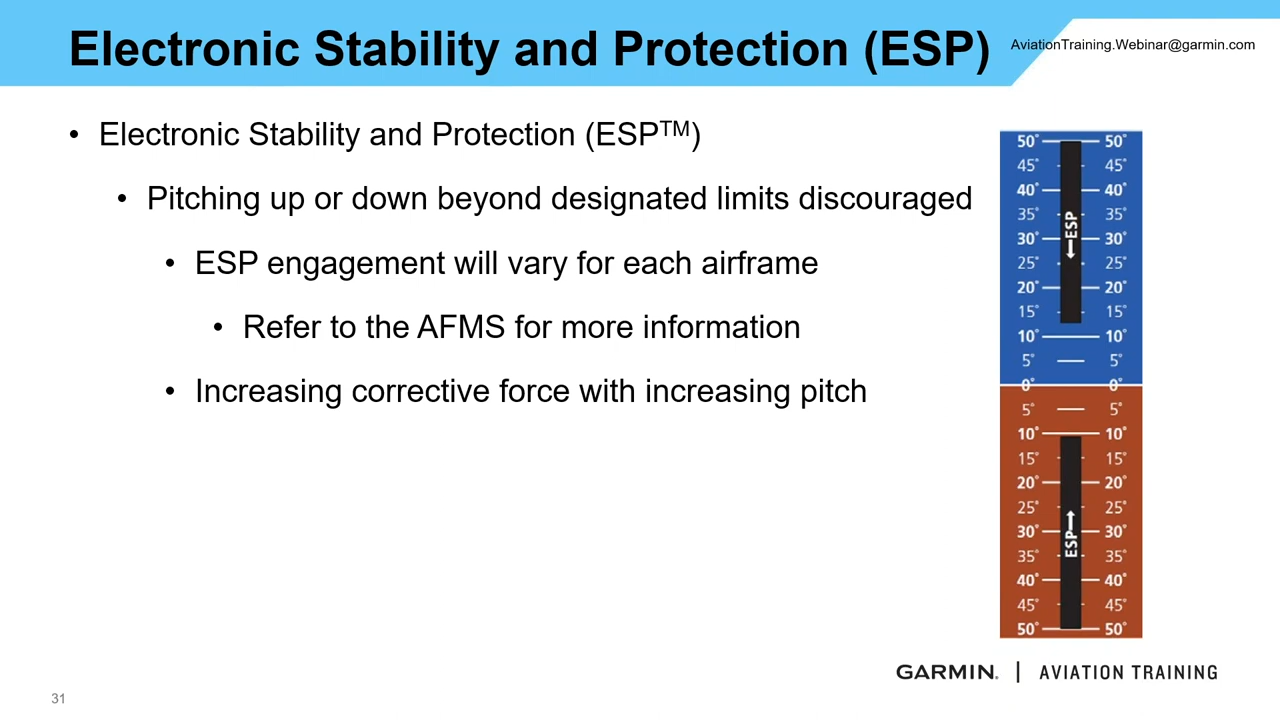 Electronic Stability and Protection (ESP)
AviationTraining.Webinar@garmin.com
• Electronic Stability and Protection (ESP™)
• Pitching up or down beyond designated limits discouraged
• ESP engagement will vary for each airframe
• Refer to the AFMS for more information
• Increasing corrective force with increasing pitch
50° 50°
45° 45°
40° 40°
35° 35°
ESP
30° 30°
25° 25°
20° 20°
15° 15°
10° 10°
5° 5°
0° 0°
5° 5°
10° 10°
15° 15°
20° 20°
25° 25°
30° 30°
ESP
35° 35°
40° 40°
45° 45°
50° 50°
GARMIN. | AVIATION TRAINING
31